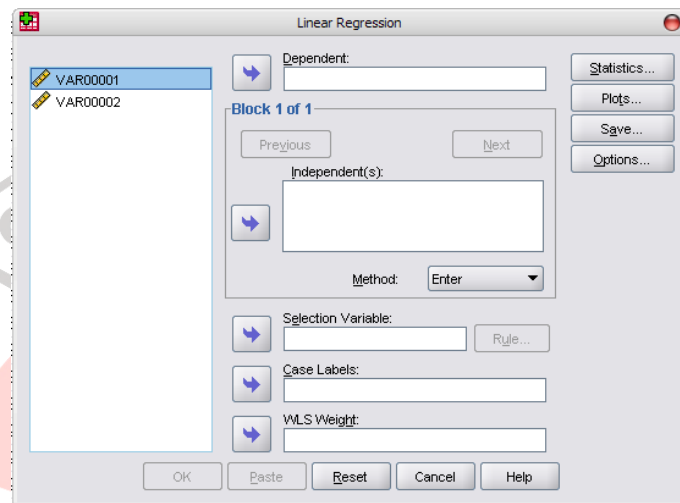 Linear Regression
VAR00001
VAR00002
Dependent:
Block 1 of 1
Previous
Next
Independent(s):
Method:
Enter
Selection Variable:
Rule...
Case Labels:
WLS Weight:
Statistics...
Plots...
Save...
Options...
OK
Paste
Reset
Cancel
Help